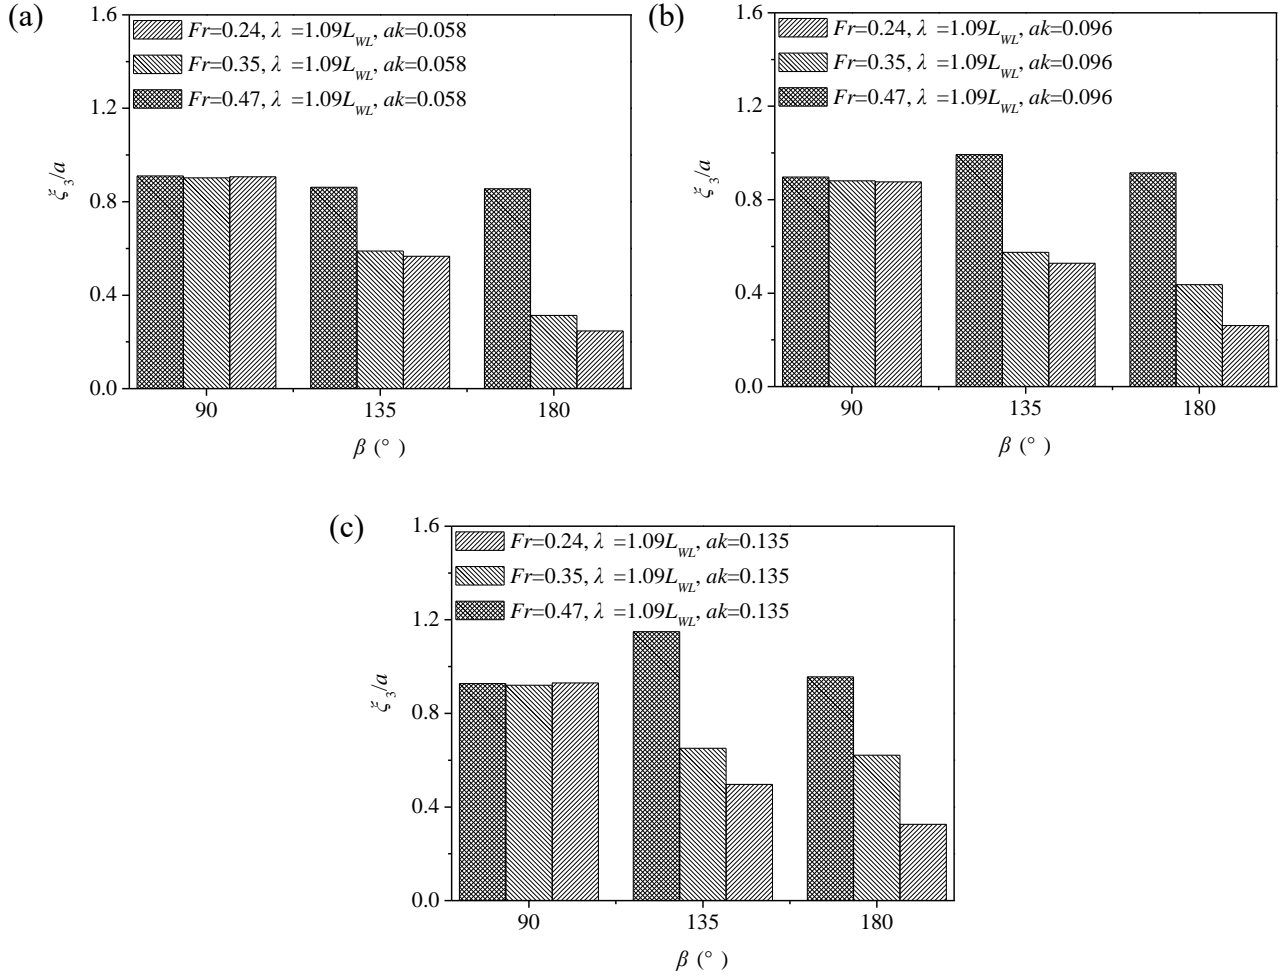 (a)
1.6
1.2
0.8
0.4
0.0
ξ₃/a
Fr=0.24, λ =1.09L_WL, ak=0.058
Fr=0.35, λ =1.09L_WL, ak=0.058
Fr=0.47, λ =1.09L_WL, ak=0.058
90 135 180
β (° )
(b)
1.6
1.2
0.8
0.4
0.0
ξ₃/a
Fr=0.24, λ =1.09L_WL, ak=0.096
Fr=0.35, λ =1.09L_WL, ak=0.096
Fr=0.47, λ =1.09L_WL, ak=0.096
90 135 180
β (° )
(c)
1.6
1.2
0.8
0.4
0.0
ξ₃/a
Fr=0.24, λ =1.09L_WL, ak=0.135
Fr=0.35, λ =1.09L_WL, ak=0.135
Fr=0.47, λ =1.09L_WL, ak=0.135
90 135 180
β (° )